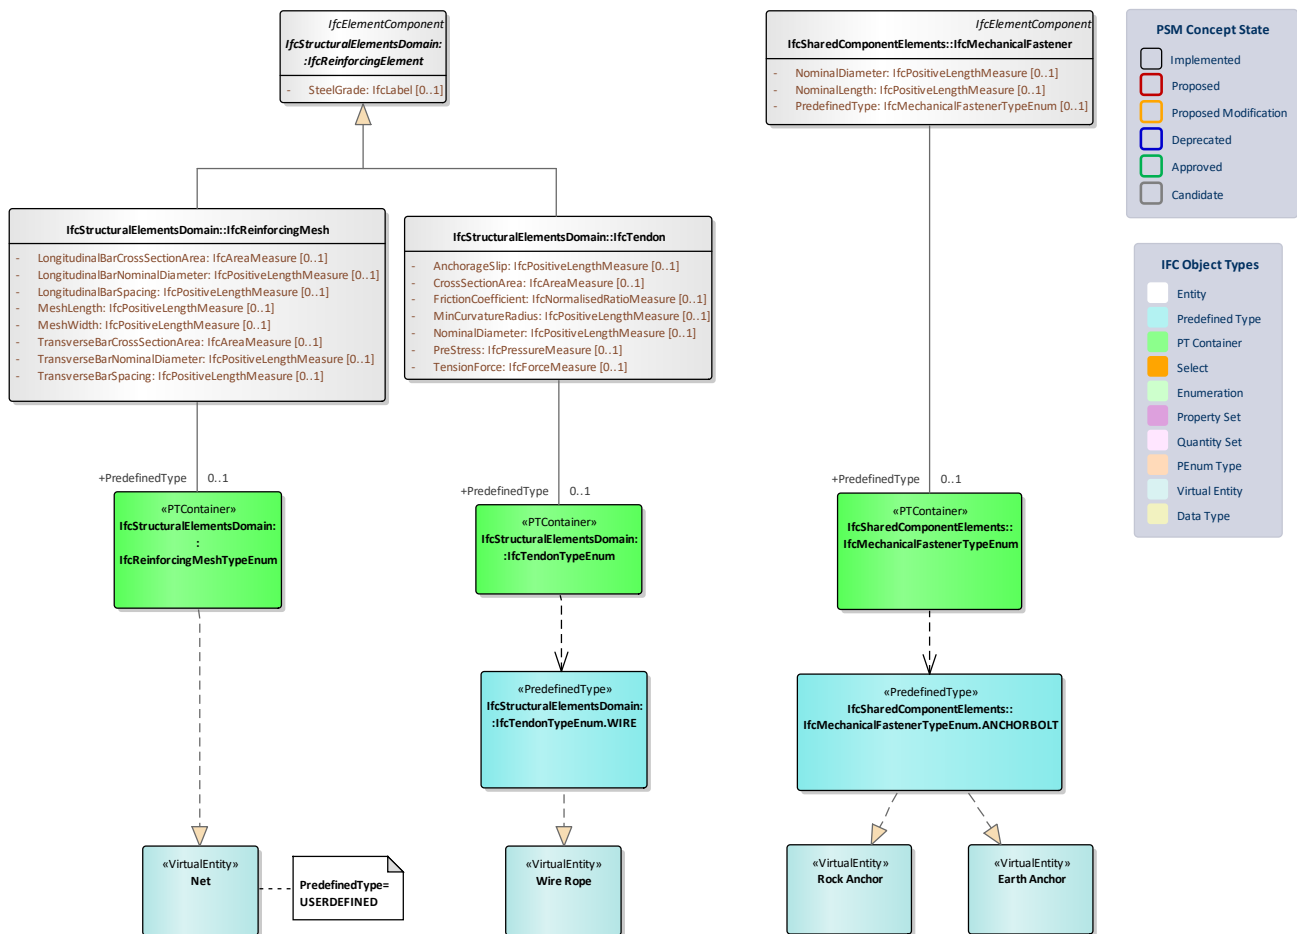 IfcElementComponent
IfcStructuralElementsDomain:
:IfcReinforcingElement
- SteelGrade: IfcLabel [0..1]
IfcElementComponent
IfcSharedComponentElements::IfcMechanicalFastener
- NominalDiameter: IfcPositiveLengthMeasure [0..1]
- NominalLength: IfcPositiveLengthMeasure [0..1]
- PredefinedType: IfcMechanicalFastenerTypeEnum [0..1]
PSM Concept State
Implemented
Proposed
Proposed Modification
Deprecated
Approved
Candidate
IfcStructuralElementsDomain::IfcReinforcingMesh
- LongitudinalBarCrossSectionArea: IfcAreaMeasure [0..1]
- LongitudinalBarNominalDiameter: IfcPositiveLengthMeasure [0..1]
- LongitudinalBarSpacing: IfcPositiveLengthMeasure [0..1]
- MeshLength: IfcPositiveLengthMeasure [0..1]
- MeshWidth: IfcPositiveLengthMeasure [0..1]
- TransverseBarCrossSectionArea: IfcAreaMeasure [0..1]
- TransverseBarNominalDiameter: IfcPositiveLengthMeasure [0..1]
- TransverseBarSpacing: IfcPositiveLengthMeasure [0..1]
IfcStructuralElementsDomain::IfcTendon
- AnchorageSlip: IfcPositiveLengthMeasure [0..1]
- CrossSectionArea: IfcAreaMeasure [0..1]
- FrictionCoefficient: IfcNormalisedRatioMeasure [0..1]
- MinCurvatureRadius: IfcPositiveLengthMeasure [0..1]
- NominalDiameter: IfcPositiveLengthMeasure [0..1]
- PreStress: IfcPressureMeasure [0..1]
- TensionForce: IfcForceMeasure [0..1]
IFC Object Types
Entity
Predefined Type
PT Container
Select
Enumeration
Property Set
Quantity Set
PEnum Type
Virtual Entity
Data Type
+PredefinedType 0..1
+PredefinedType 0..1
+PredefinedType 0..1
«PTContainer»
IfcStructuralElementsDomain:
:
IfcReinforcingMeshTypeEnum
«PTContainer»
IfcStructuralElementsDomain:
:IfcTendonTypeEnum
«PTContainer»
IfcSharedComponentElements::
IfcMechanicalFastenerTypeEnum
«PredefinedType»
IfcStructuralElementsDomain:
:IfcTendonTypeEnum.WIRE
«PredefinedType»
IfcSharedComponentElements::
IfcMechanicalFastenerTypeEnum.ANCHORBOLT
«VirtualEntity»
Net
PredefinedType=
USERDEFINED
«VirtualEntity»
Wire Rope
«VirtualEntity»
Rock Anchor
«VirtualEntity»
Earth Anchor